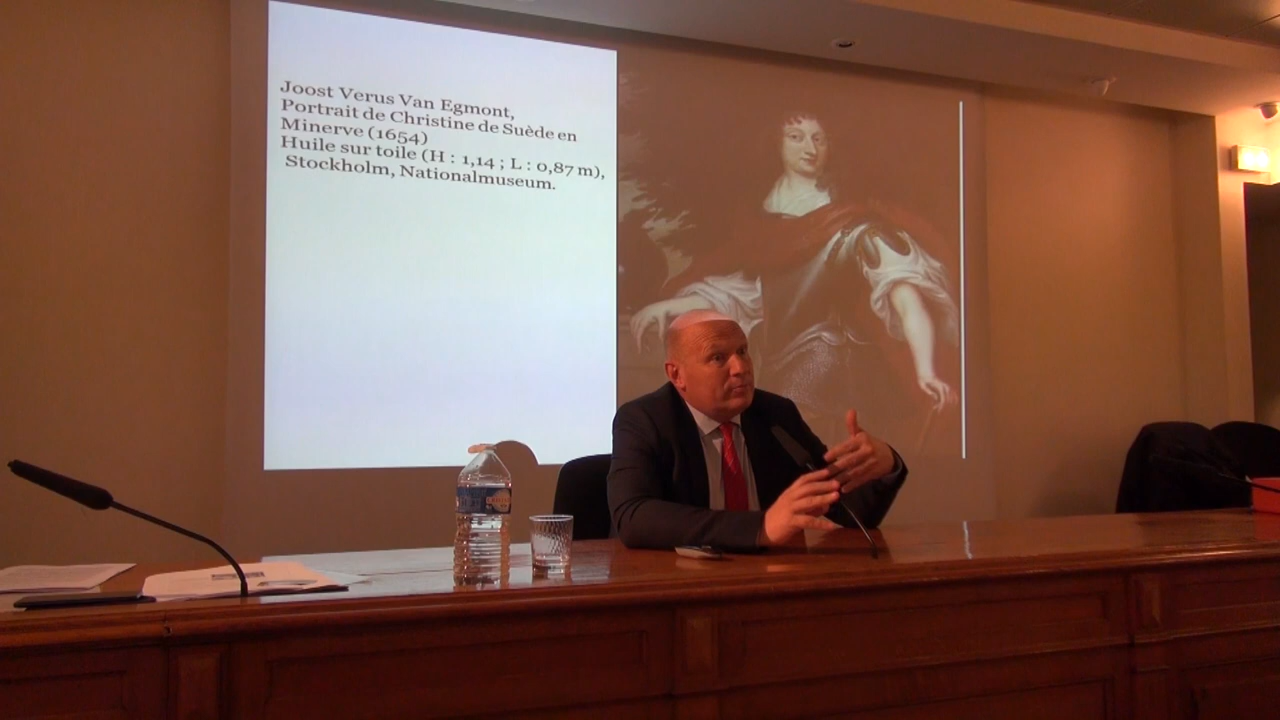 Joost Verus Van Egmont,
Portrait de Christine de Suède en
Minerve (1654)
Huile sur toile (H : 1,14 ; L : 0,87 m),
Stockholm, Nationalmuseum.